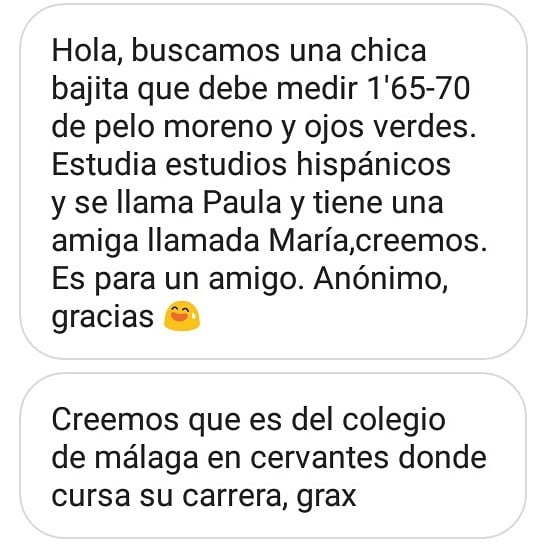 Hola, buscamos una chica
bajita que debe medir 1'65-70
de pelo moreno y ojos verdes.
Estudia estudios hispánicos
y se llama Paula y tiene una
amiga llamada María,creemos.
Es para un amigo. Anónimo,
gracias 😅
Creemos que es del colegio
de málaga en cervantes donde
cursa su carrera, grax